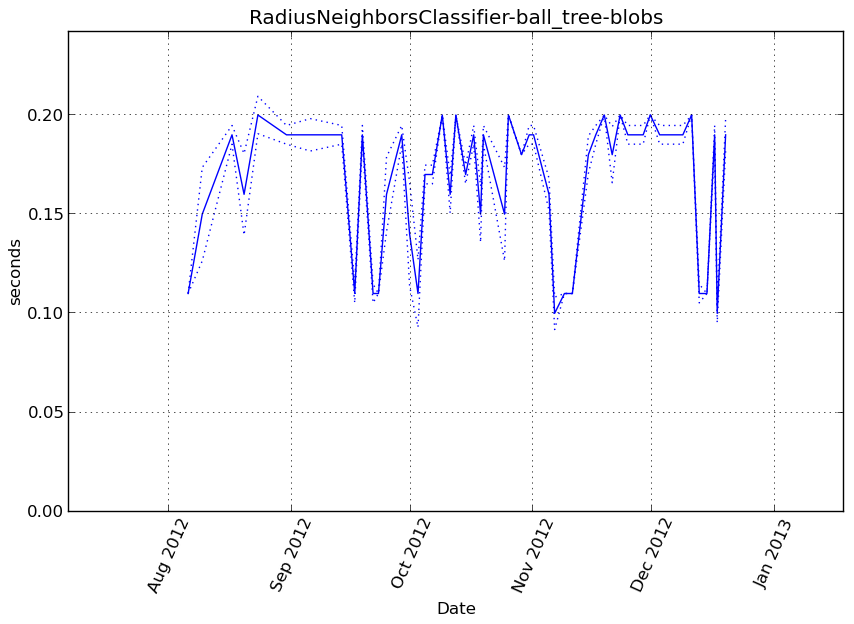 RadiusNeighborsClassifier-ball_tree-blobs
0.20
0.15
0.10
0.05
0.00
seconds
Aug 2012
Sep 2012
Oct 2012
Nov 2012
Dec 2012
Jan 2013
Date